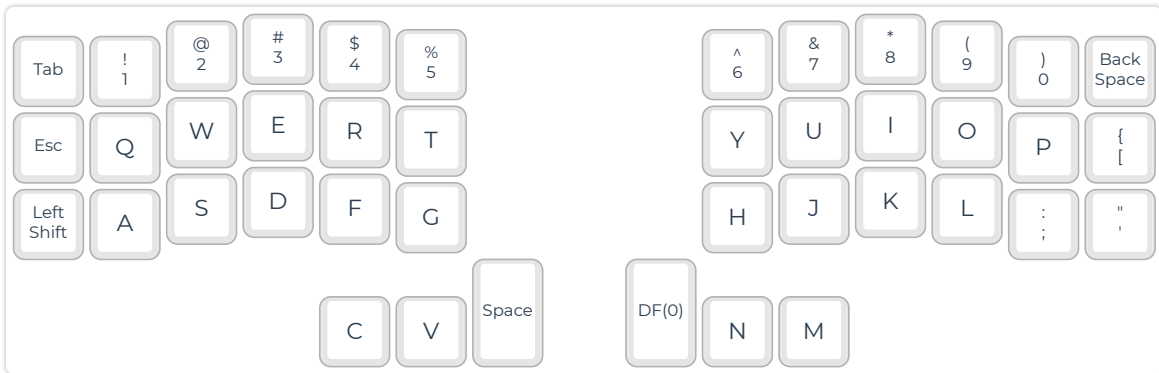 Tab ! @ # $ % ^ & * ( ) Back
1 2 3 4 5 6 7 8 9 0 Space
Esc Q W E R T Y U I O P {
[
Left A S D F G H J K L : "
Shift ; '
C V Space DF(0) N M